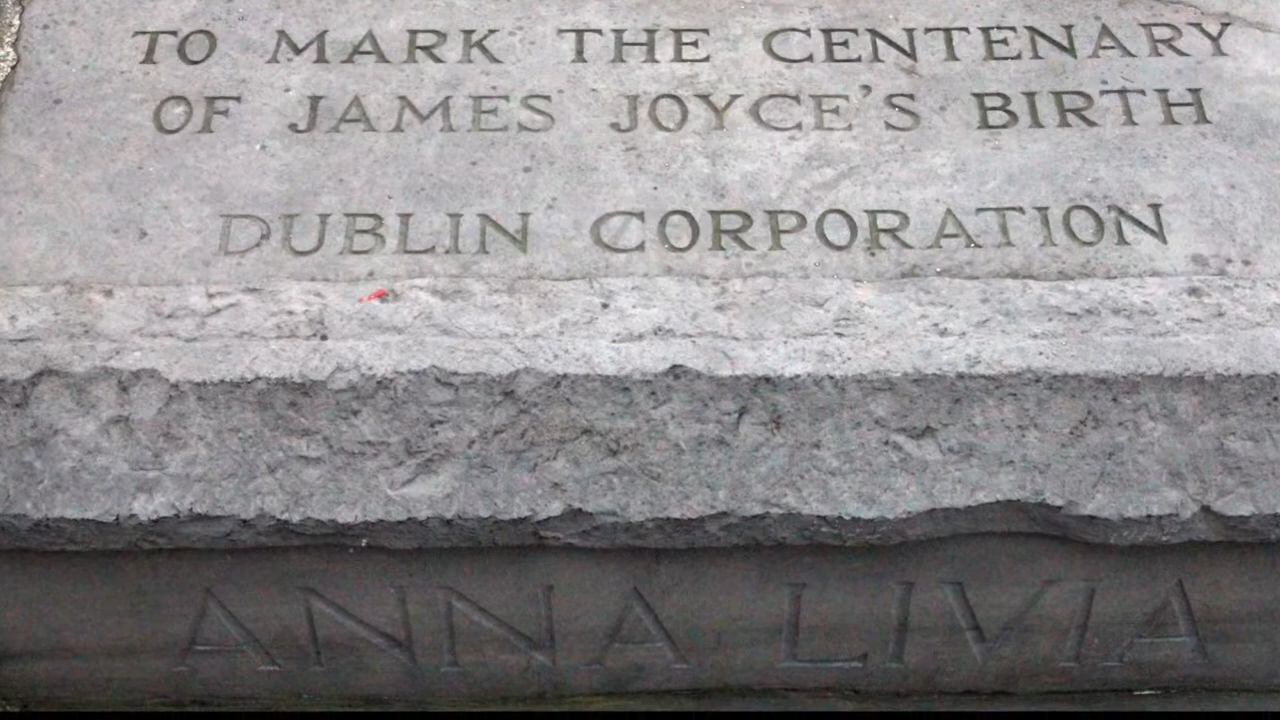 TO MARK THE CENTENARY
OF JAMES JOYCE'S BIRTH
DUBLIN CORPORATION
ANNA LIVIA